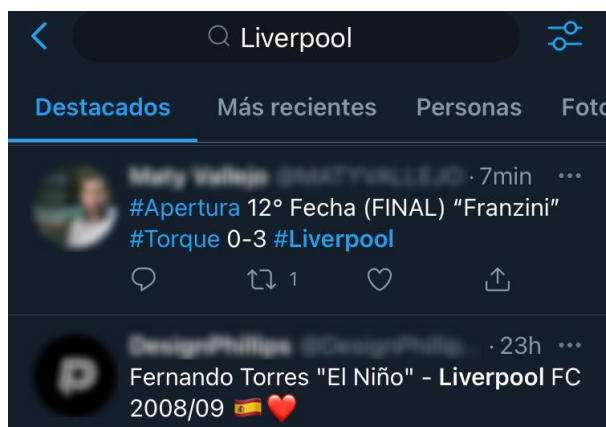 Liverpool
Destacados Más recientes Personas Foto
· 7min
#Apertura 12° Fecha (FINAL) “Franzini”
#Torque 0-3 #Liverpool
1
· 23h
Fernando Torres "El Niño" - Liverpool FC
2008/09 🇪🇸❤️